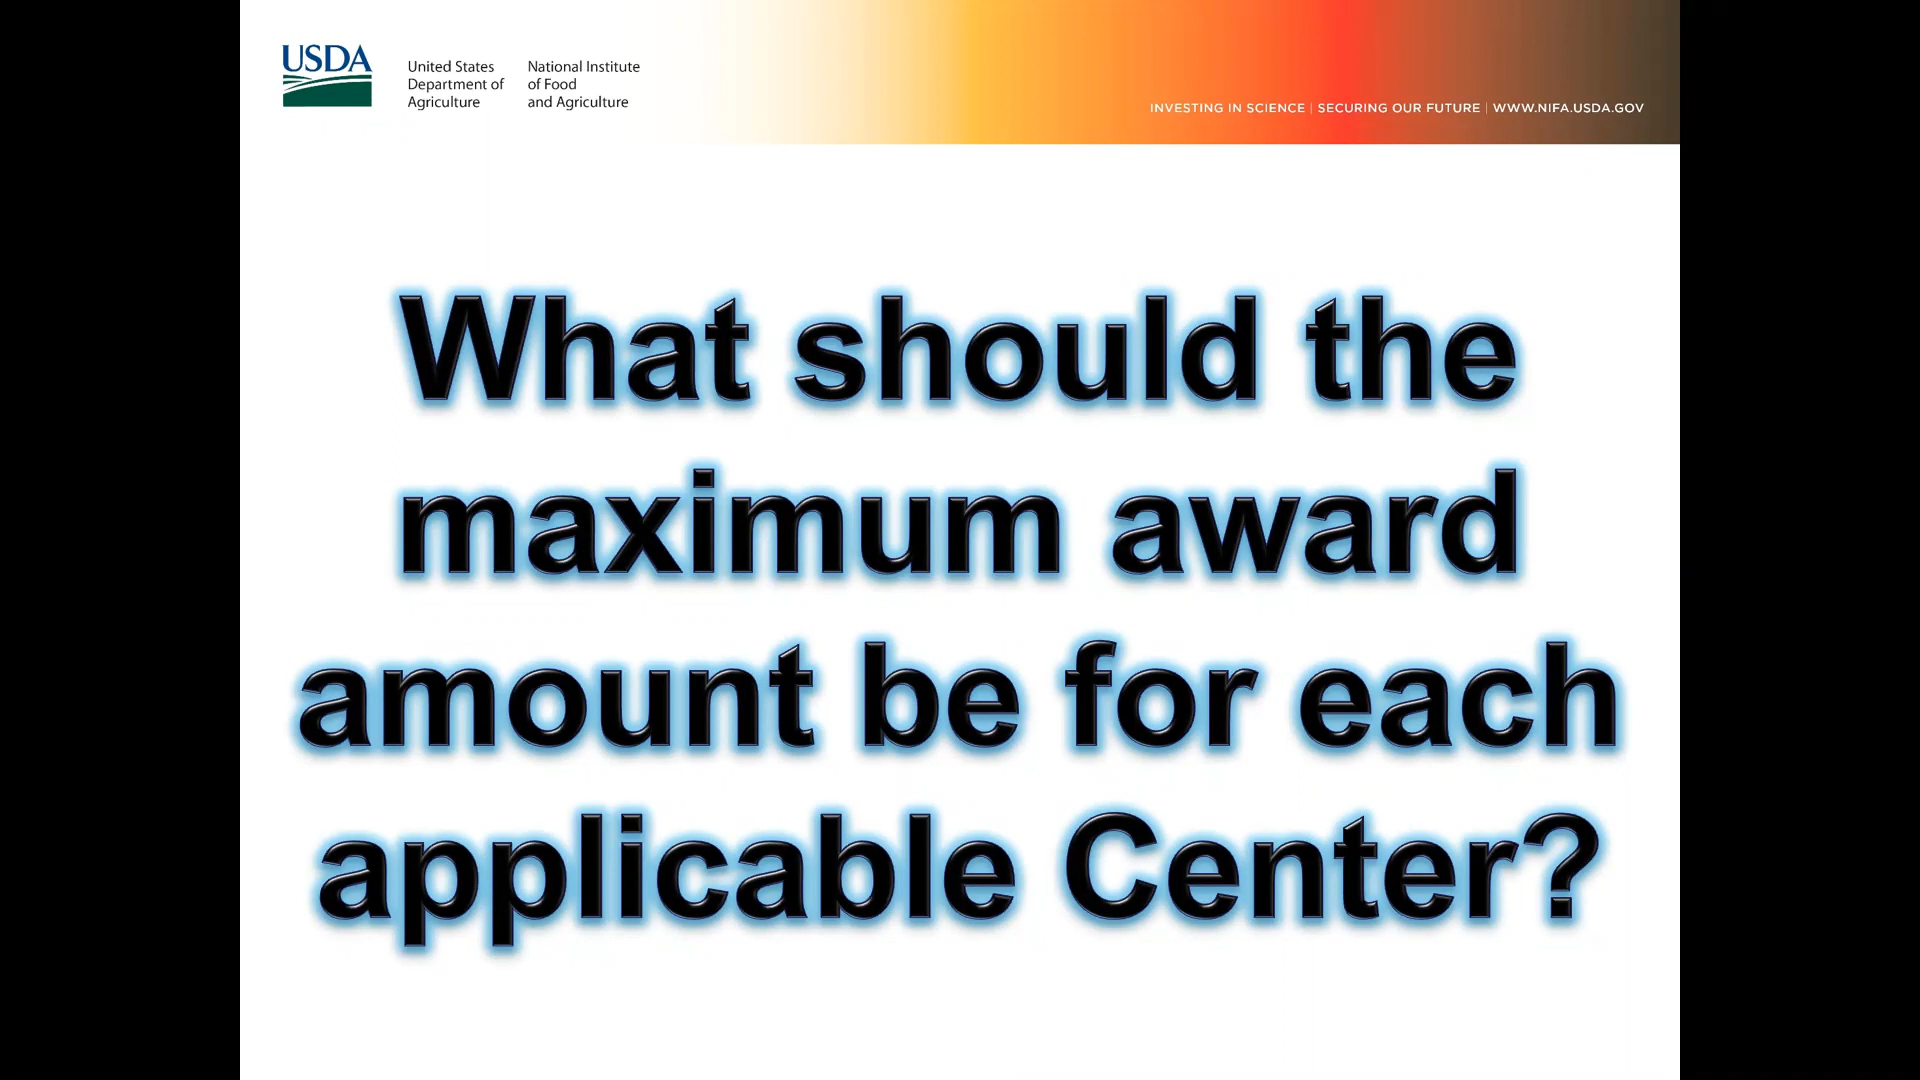 USDA
United States
Department of
Agriculture
National Institute
of Food
and Agriculture
INVESTING IN SCIENCE | SECURING OUR FUTURE | WWW.NIFA.USDA.GOV
What should the
maximum award
amount be for each
applicable Center?